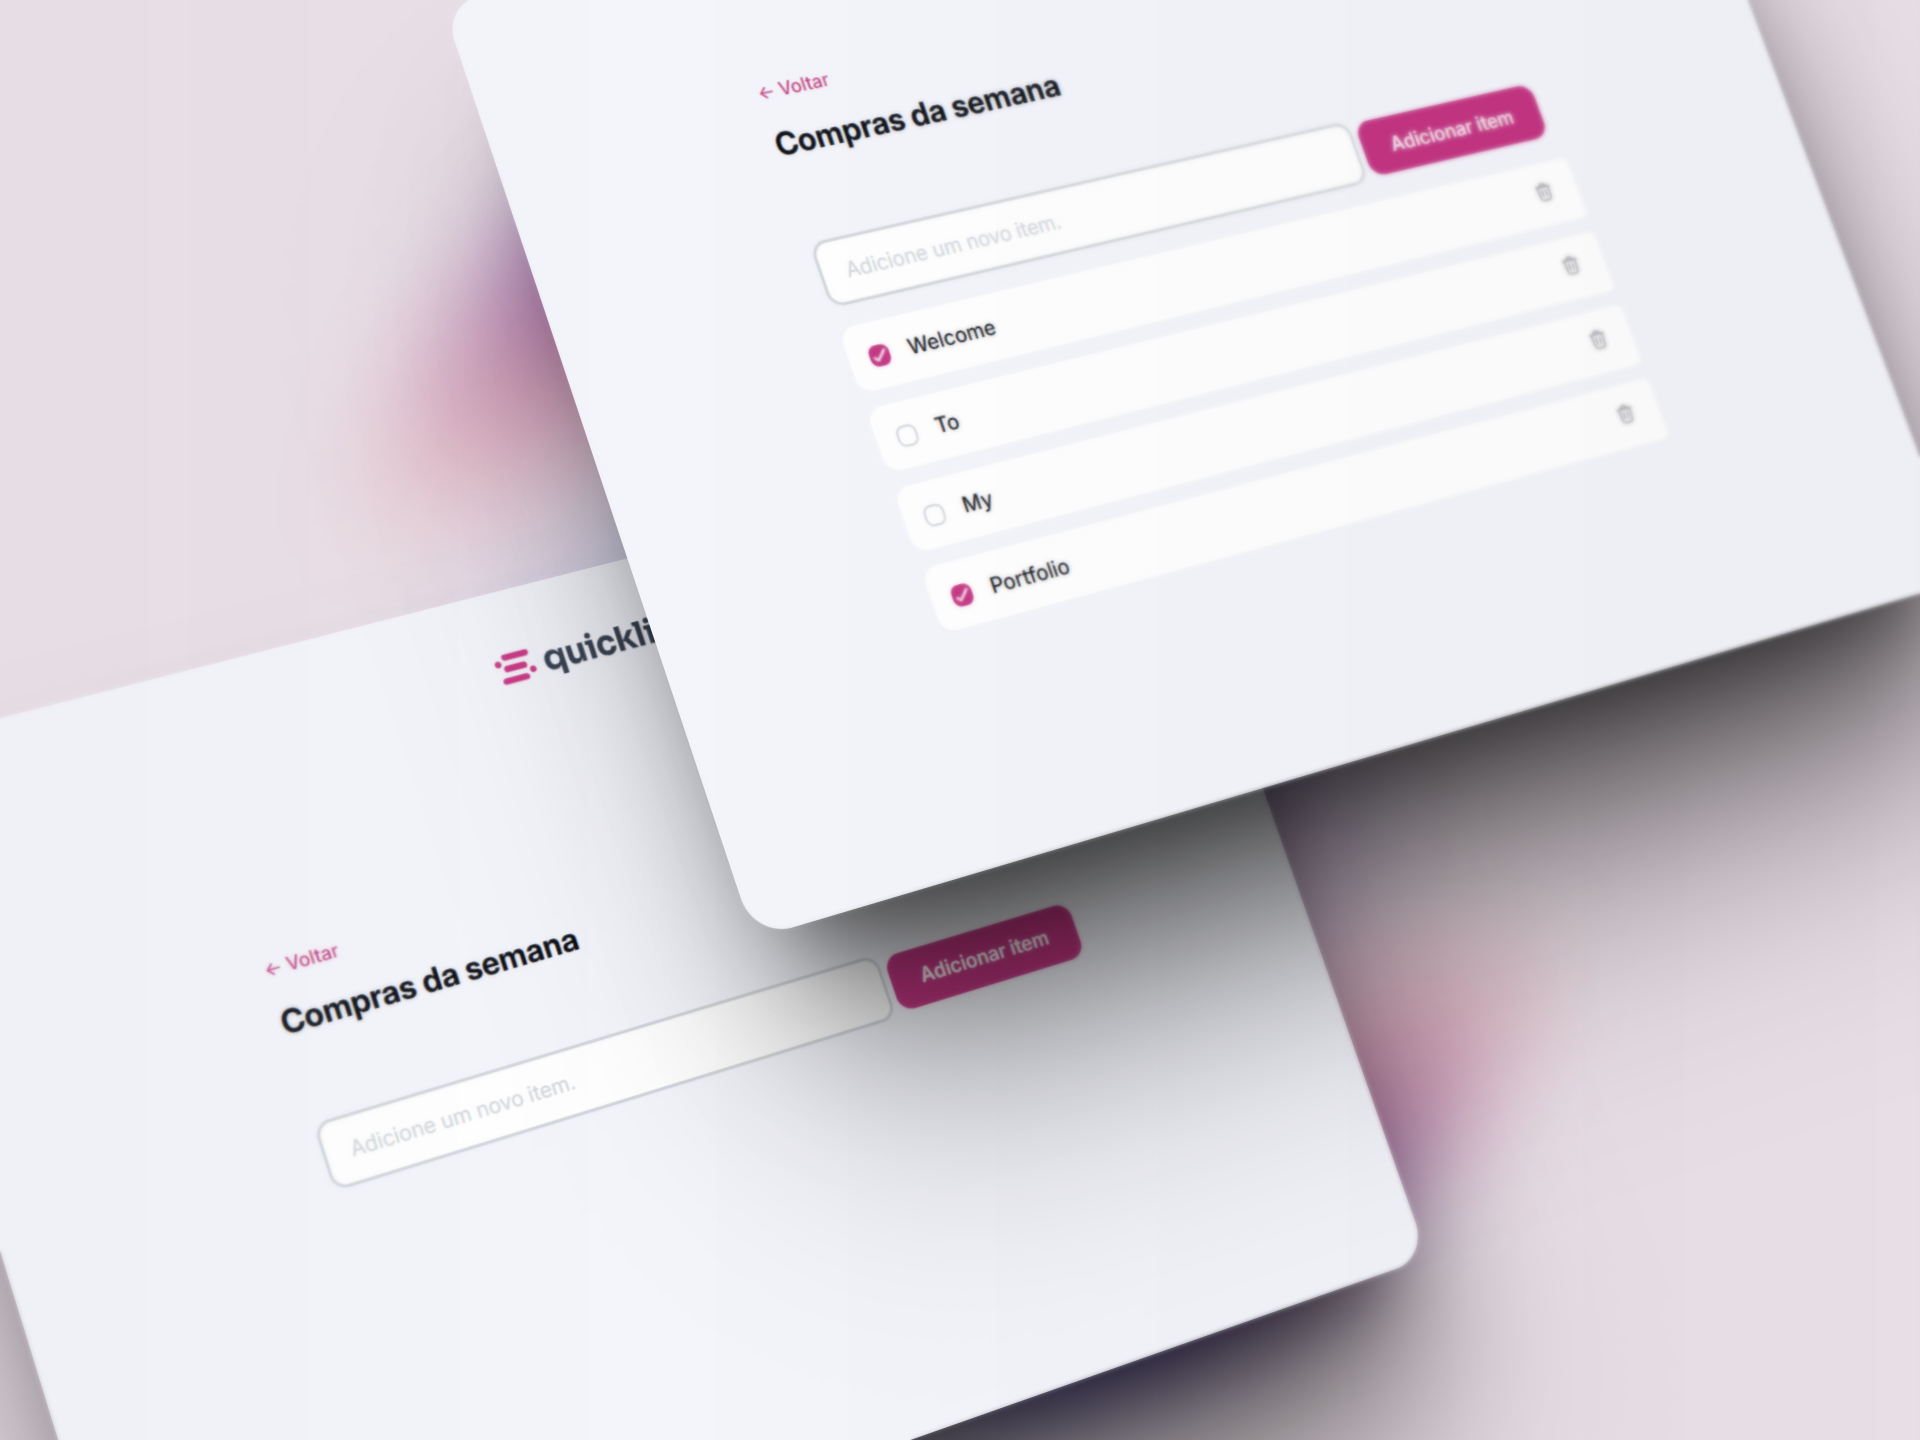 ← Voltar
Compras da semana
Adicione um novo item.
Adicionar item
Welcome
To
My
Portfolio
quickli
← Voltar
Compras da semana
Adicione um novo item.
Adicionar item